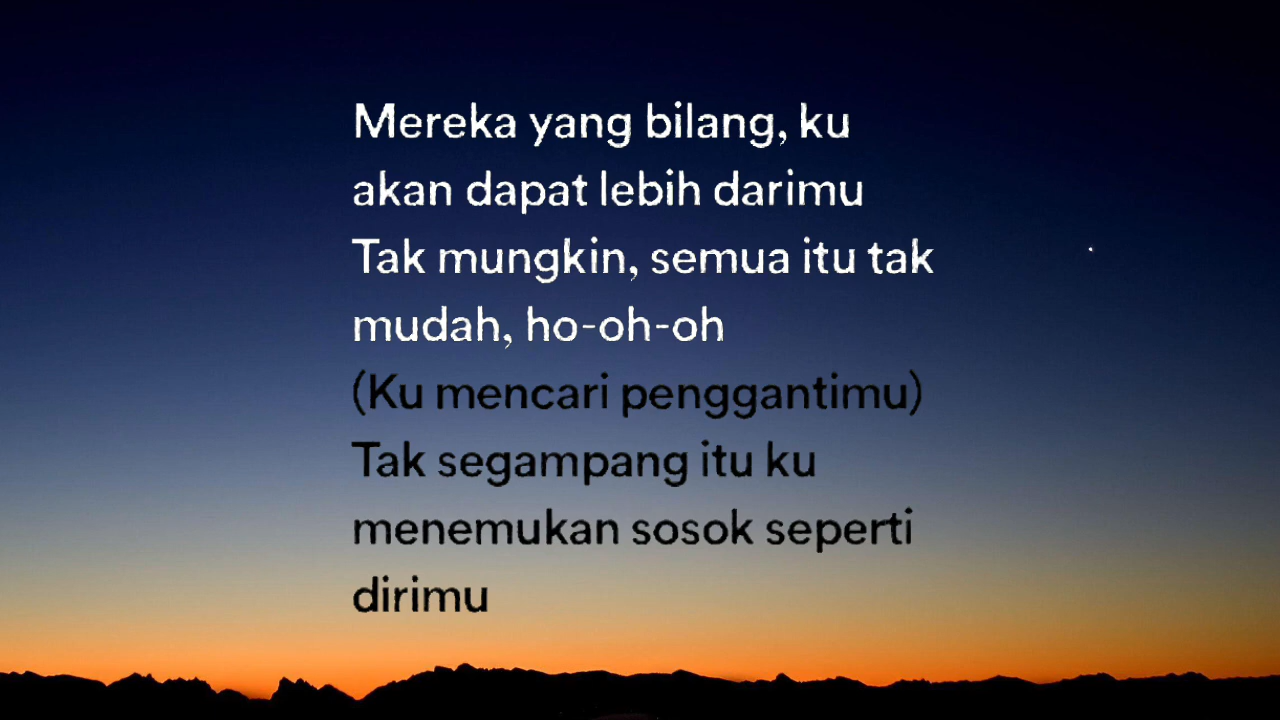 Mereka yang bilang, ku
akan dapat lebih darimu
Tak mungkin, semua itu tak
mudah, ho-oh-oh
(Ku mencari penggantimu)
Tak segampang itu ku
menemukan sosok seperti
dirimu